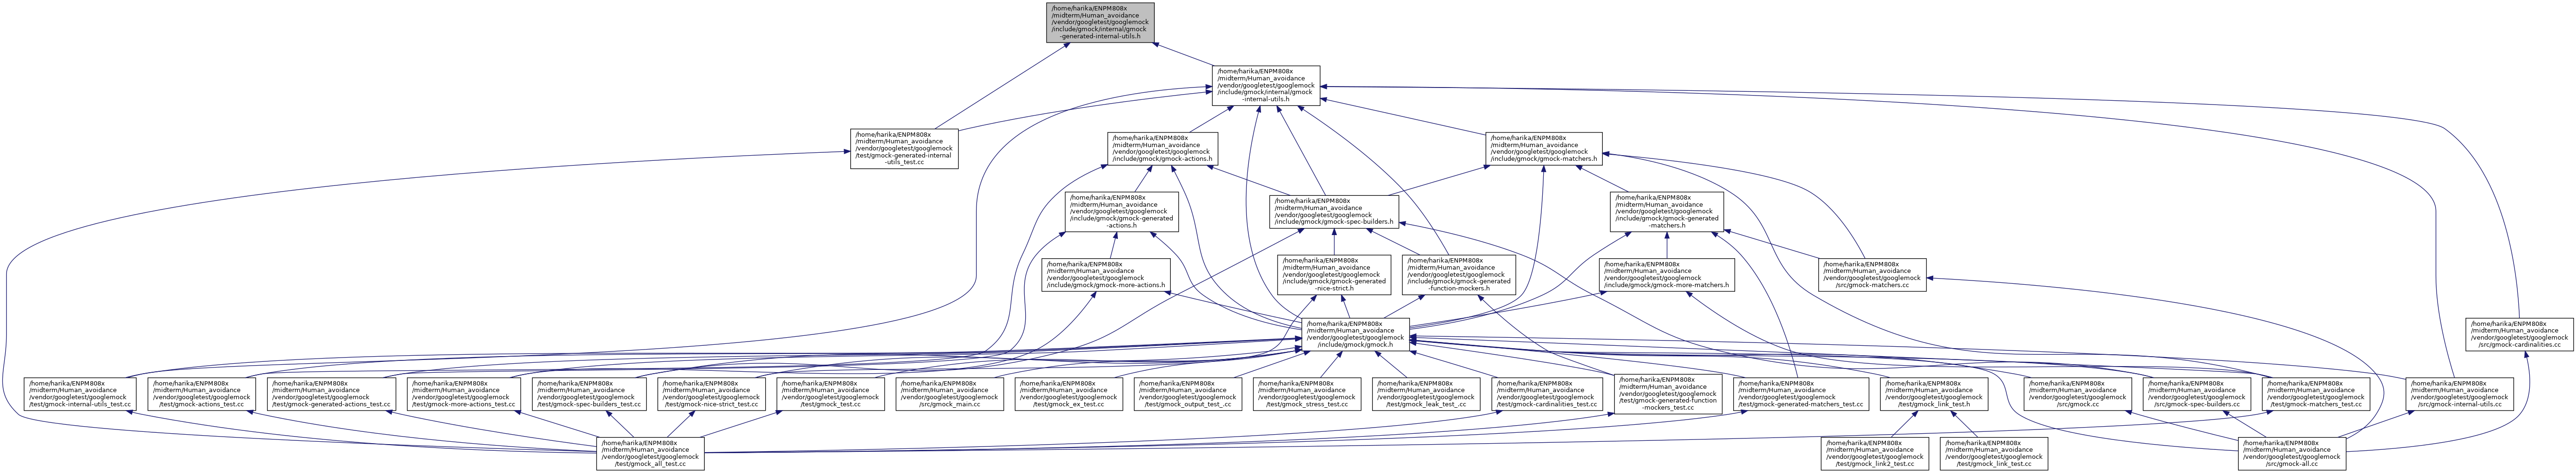 /home/harika/ENPM808x
/midterm/Human_avoidance
/vendor/googletest/googlemock
/include/gmock/internal/gmock
-generated-internal-utils.h
/home/harika/ENPM808x
/midterm/Human_avoidance
/vendor/googletest/googlemock
/include/gmock/internal/gmock
-internal-utils.h
/home/harika/ENPM808x
/midterm/Human_avoidance
/vendor/googletest/googlemock
/test/gmock-generated-internal
-utils_test.cc
/home/harika/ENPM808x
/midterm/Human_avoidance
/vendor/googletest/googlemock
/include/gmock/gmock-actions.h
/home/harika/ENPM808x
/midterm/Human_avoidance
/vendor/googletest/googlemock
/include/gmock/gmock-matchers.h
/home/harika/ENPM808x
/midterm/Human_avoidance
/vendor/googletest/googlemock
/include/gmock/gmock-generated
-actions.h
/home/harika/ENPM808x
/midterm/Human_avoidance
/vendor/googletest/googlemock
/include/gmock/gmock-spec-builders.h
/home/harika/ENPM808x
/midterm/Human_avoidance
/vendor/googletest/googlemock
/include/gmock/gmock-generated
-matchers.h
/home/harika/ENPM808x
/midterm/Human_avoidance
/vendor/googletest/googlemock
/include/gmock/gmock-more-actions.h
/home/harika/ENPM808x
/midterm/Human_avoidance
/vendor/googletest/googlemock
/include/gmock/gmock-generated
-nice-strict.h
/home/harika/ENPM808x
/midterm/Human_avoidance
/vendor/googletest/googlemock
/include/gmock/gmock-generated
-function-mockers.h
/home/harika/ENPM808x
/midterm/Human_avoidance
/vendor/googletest/googlemock
/include/gmock/gmock-more-matchers.h
/home/harika/ENPM808x
/midterm/Human_avoidance
/vendor/googletest/googlemock
/src/gmock-matchers.cc
/home/harika/ENPM808x
/midterm/Human_avoidance
/vendor/googletest/googlemock
/include/gmock/gmock.h
/home/harika/ENPM808x
/midterm/Human_avoidance
/vendor/googletest/googlemock
/src/gmock-cardinalities.cc
/home/harika/ENPM808x
/midterm/Human_avoidance
/vendor/googletest/googlemock
/test/gmock-internal-utils_test.cc
/home/harika/ENPM808x
/midterm/Human_avoidance
/vendor/googletest/googlemock
/test/gmock-actions_test.cc
/home/harika/ENPM808x
/midterm/Human_avoidance
/vendor/googletest/googlemock
/test/gmock-generated-actions_test.cc
/home/harika/ENPM808x
/midterm/Human_avoidance
/vendor/googletest/googlemock
/test/gmock-more-actions_test.cc
/home/harika/ENPM808x
/midterm/Human_avoidance
/vendor/googletest/googlemock
/test/gmock-spec-builders_test.cc
/home/harika/ENPM808x
/midterm/Human_avoidance
/vendor/googletest/googlemock
/test/gmock-nice-strict_test.cc
/home/harika/ENPM808x
/midterm/Human_avoidance
/vendor/googletest/googlemock
/test/gmock_test.cc
/home/harika/ENPM808x
/midterm/Human_avoidance
/vendor/googletest/googlemock
/src/gmock_main.cc
/home/harika/ENPM808x
/midterm/Human_avoidance
/vendor/googletest/googlemock
/test/gmock_ex_test.cc
/home/harika/ENPM808x
/midterm/Human_avoidance
/vendor/googletest/googlemock
/test/gmock_output_test_.cc
/home/harika/ENPM808x
/midterm/Human_avoidance
/vendor/googletest/googlemock
/test/gmock_stress_test.cc
/home/harika/ENPM808x
/midterm/Human_avoidance
/vendor/googletest/googlemock
/test/gmock_leak_test_.cc
/home/harika/ENPM808x
/midterm/Human_avoidance
/vendor/googletest/googlemock
/test/gmock-cardinalities_test.cc
/home/harika/ENPM808x
/midterm/Human_avoidance
/vendor/googletest/googlemock
/test/gmock-generated-function
-mockers_test.cc
/home/harika/ENPM808x
/midterm/Human_avoidance
/vendor/googletest/googlemock
/test/gmock-generated-matchers_test.cc
/home/harika/ENPM808x
/midterm/Human_avoidance
/vendor/googletest/googlemock
/test/gmock_link_test.h
/home/harika/ENPM808x
/midterm/Human_avoidance
/vendor/googletest/googlemock
/src/gmock.cc
/home/harika/ENPM808x
/midterm/Human_avoidance
/vendor/googletest/googlemock
/src/gmock-spec-builders.cc
/home/harika/ENPM808x
/midterm/Human_avoidance
/vendor/googletest/googlemock
/test/gmock-matchers_test.cc
/home/harika/ENPM808x
/midterm/Human_avoidance
/vendor/googletest/googlemock
/src/gmock-internal-utils.cc
/home/harika/ENPM808x
/midterm/Human_avoidance
/vendor/googletest/googlemock
/test/gmock_all_test.cc
/home/harika/ENPM808x
/midterm/Human_avoidance
/vendor/googletest/googlemock
/test/gmock_link2_test.cc
/home/harika/ENPM808x
/midterm/Human_avoidance
/vendor/googletest/googlemock
/test/gmock_link_test.cc
/home/harika/ENPM808x
/midterm/Human_avoidance
/vendor/googletest/googlemock
/src/gmock-all.cc